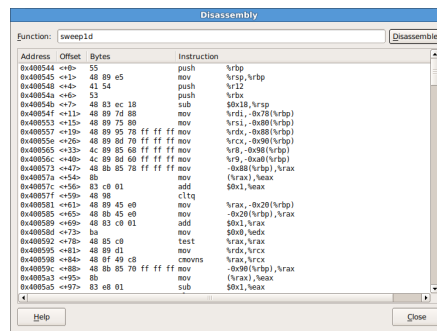 Disassembly
Function: sweep1d Disassemble
Address Offset Bytes Instruction
0x400544 <+0> 55 push %rbp
0x400545 <+1> 48 89 e5 mov %rsp,%rbp
0x400548 <+4> 41 54 push %r12
0x40054a <+6> 53 push %rbx
0x40054b <+7> 48 83 ec 18 sub $0x18,%rsp
0x40054f <+11> 48 89 7d 88 mov %rdi,-0x78(%rbp)
0x400553 <+15> 48 89 75 80 mov %rsi,-0x80(%rbp)
0x400557 <+19> 48 89 95 78 ff ff ff mov %rdx,-0x88(%rbp)
0x40055e <+26> 48 89 8d 70 ff ff ff mov %rcx,-0x90(%rbp)
0x400565 <+33> 4c 89 85 68 ff ff ff mov %r8,-0x98(%rbp)
0x40056c <+40> 4c 89 8d 60 ff ff ff mov %r9,-0xa0(%rbp)
0x400573 <+47> 48 8b 85 78 ff ff ff mov -0x88(%rbp),%rax
0x40057a <+54> 8b mov (%rax),%eax
0x40057c <+56> 83 c0 01 add $0x1,%eax
0x40057f <+59> 48 98 cltq
0x400581 <+61> 48 89 45 e0 mov %rax,-0x20(%rbp)
0x400585 <+65> 48 8b 45 e0 mov -0x20(%rbp),%rax
0x400589 <+69> 48 83 c0 01 add $0x1,%rax
0x40058d <+73> ba mov $0x0,%edx
0x400592 <+78> 48 85 c0 test %rax,%rax
0x400595 <+81> 48 89 d1 mov %rdx,%rcx
0x400598 <+84> 48 0f 49 c8 cmovns %rax,%rcx
0x40059c <+88> 48 8b 85 70 ff ff ff mov -0x90(%rbp),%rax
0x4005a3 <+95> 8b mov (%rax),%eax
0x4005a5 <+97> 83 e8 01 sub $0x1,%eax
Help Close